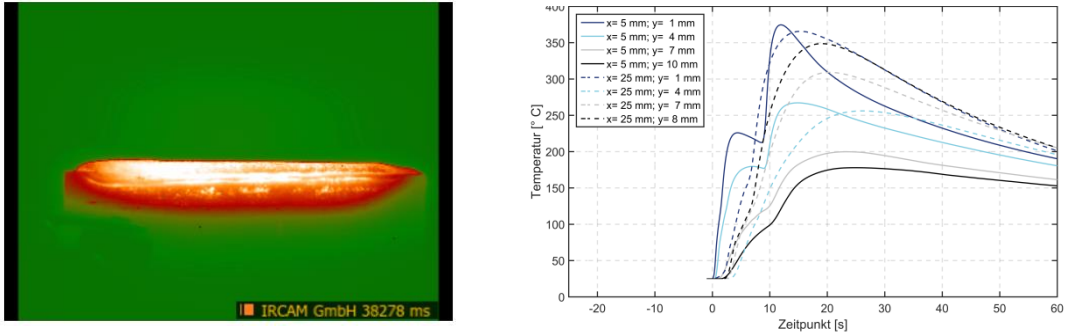 IRCAM GmbH 38278 ms
400
350
300
250
200
150
100
50
0
Temperatur [° C]
x= 5 mm; y= 1 mm
x= 5 mm; y= 4 mm
x= 5 mm; y= 7 mm
x= 5 mm; y= 10 mm
x= 25 mm; y= 1 mm
x= 25 mm; y= 4 mm
x= 25 mm; y= 7 mm
x= 25 mm; y= 8 mm
-20 -10 0 10 20 30 40 50 60
Zeitpunkt [s]